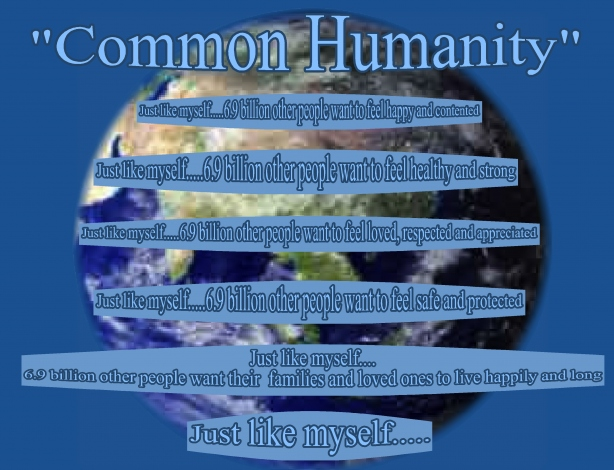 "Common Humanity"
Just like myself.....6.9 billion other people want to feel happy and contented
Just like myself.....6.9 billion other people want to feel healthy and strong
Just like myself.....6.9 billion other people want to feel loved, respected and appreciated
Just like myself.....6.9 billion other people want to feel safe and protected
Just like myself....
6.9 billion other people want their families and loved ones to live happily and long
Just like myself.....